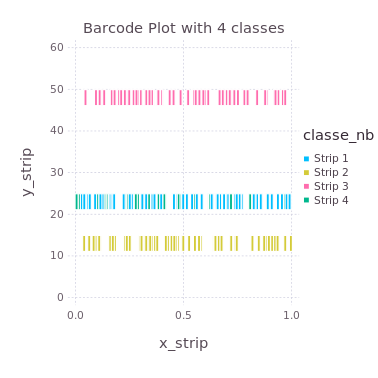 Barcode Plot with 4 classes
60
50
40
30
20
10
0
y_strip
0.0 0.5 1.0
x_strip
classe_nb
Strip 1
Strip 2
Strip 3
Strip 4